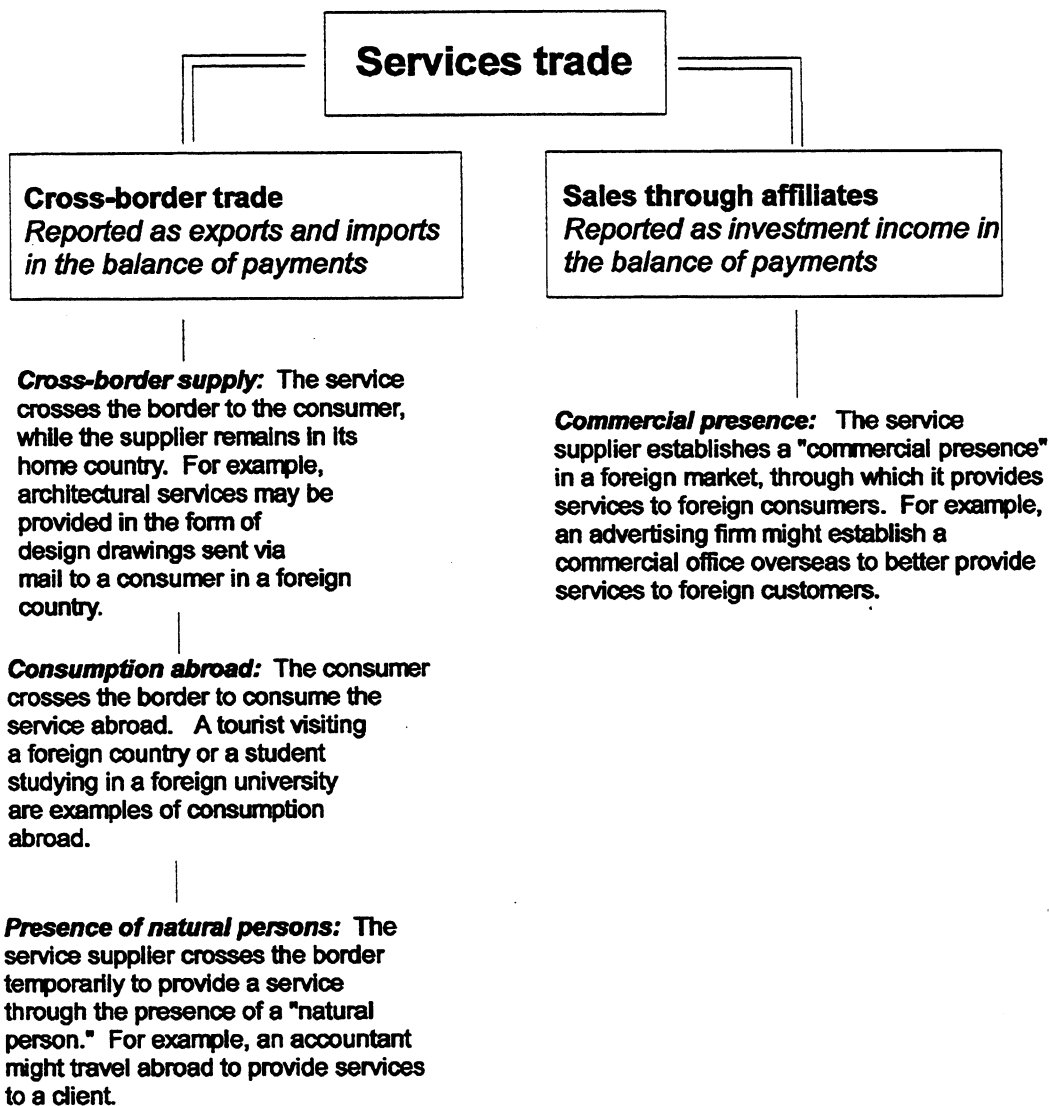 Services trade
Cross-border trade
Reported as exports and imports
in the balance of payments
Sales through affiliates
Reported as investment income in
the balance of payments
Cross-border supply: The service
crosses the border to the consumer,
while the supplier remains in its
home country. For example,
architectural services may be
provided in the form of
design drawings sent via
mail to a consumer in a foreign
country.
Commercial presence: The service
supplier establishes a "commercial presence"
in a foreign market, through which it provides
services to foreign consumers. For example,
an advertising firm might establish a
commercial office overseas to better provide
services to foreign customers.
Consumption abroad: The consumer
crosses the border to consume the
service abroad. A tourist visiting
a foreign country or a student
studying in a foreign university
are examples of consumption
abroad.
Presence of natural persons: The
service supplier crosses the border
temporarily to provide a service
through the presence of a "natural
person." For example, an accountant
might travel abroad to provide services
to a client.